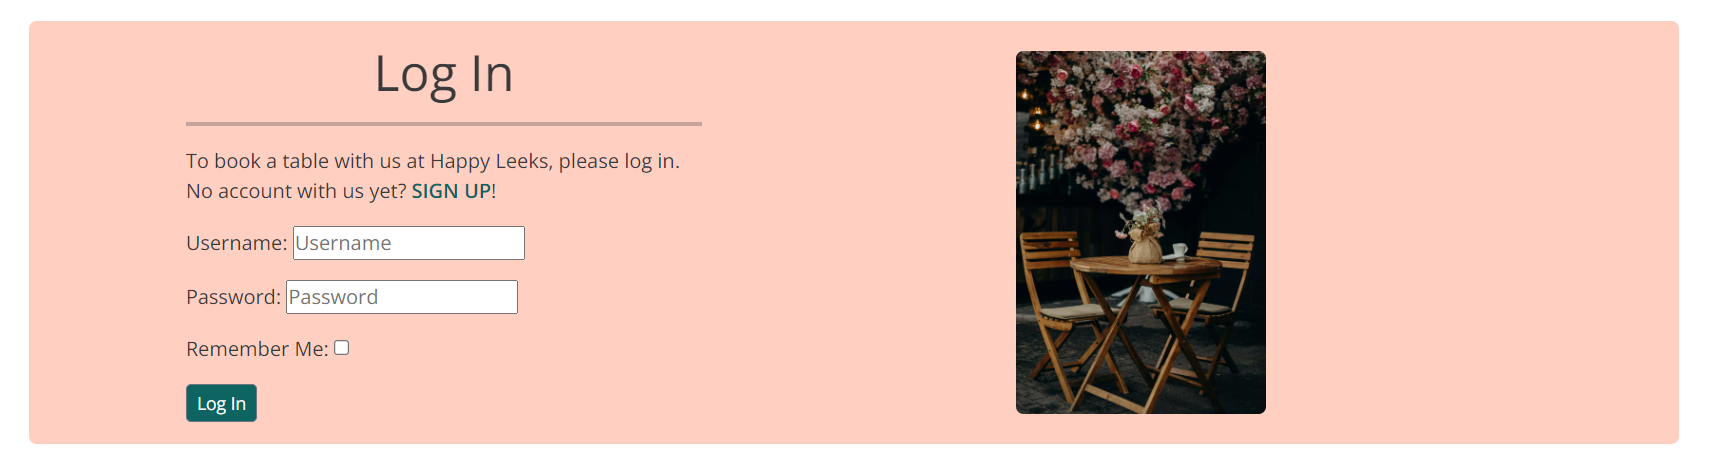 Log In
To book a table with us at Happy Leeks, please log in.
No account with us yet? SIGN UP!
Username: Username
Password: Password
Remember Me:
Log In